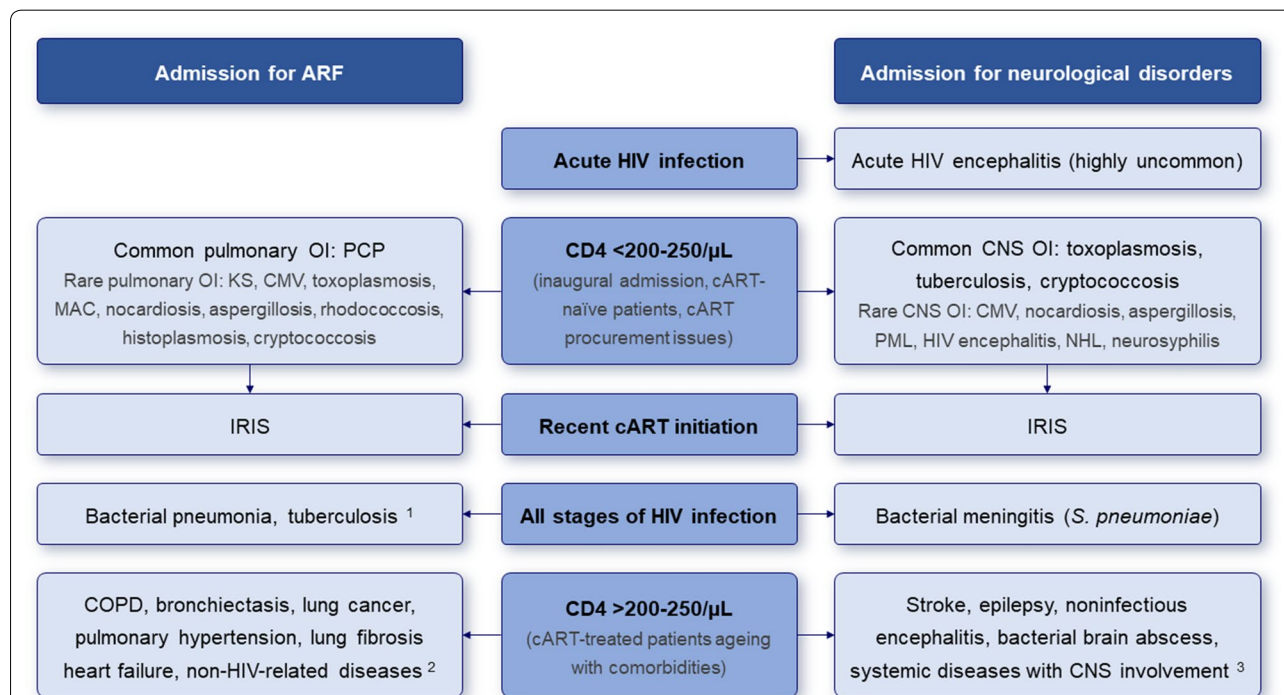 Admission for ARF
Admission for neurological disorders
Acute HIV infection
Acute HIV encephalitis (highly uncommon)
Common pulmonary OI: PCP
Rare pulmonary OI: KS, CMV, toxoplasmosis,
MAC, nocardiosis, aspergillosis, rhodococcosis,
histoplasmosis, cryptococcosis
CD4 <200-250/µL
(inaugural admission, cART-
naïve patients, cART
procurement issues)
Common CNS OI: toxoplasmosis,
tuberculosis, cryptococcosis
Rare CNS OI: CMV, nocardiosis, aspergillosis,
PML, HIV encephalitis, NHL, neurosyphilis
IRIS
Recent cART initiation
IRIS
Bacterial pneumonia, tuberculosis ¹
All stages of HIV infection
Bacterial meningitis (S. pneumoniae)
COPD, bronchiectasis, lung cancer,
pulmonary hypertension, lung fibrosis
heart failure, non-HIV-related diseases ²
CD4 >200-250/µL
(cART-treated patients ageing
with comorbidities)
Stroke, epilepsy, noninfectious
encephalitis, bacterial brain abscess,
systemic diseases with CNS involvement ³